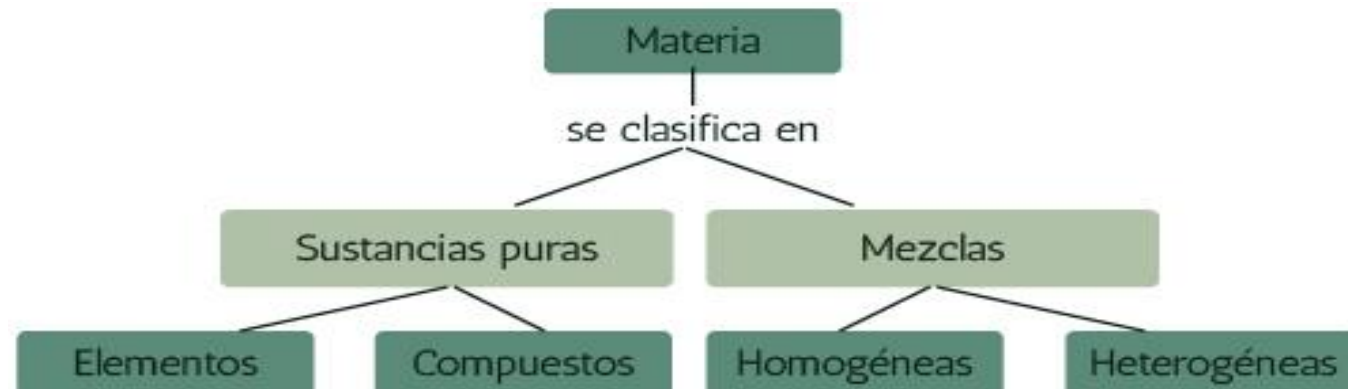 Materia
se clasifica en
Sustancias puras
Mezclas
Elementos
Compuestos
Homogéneas
Heterogéneas